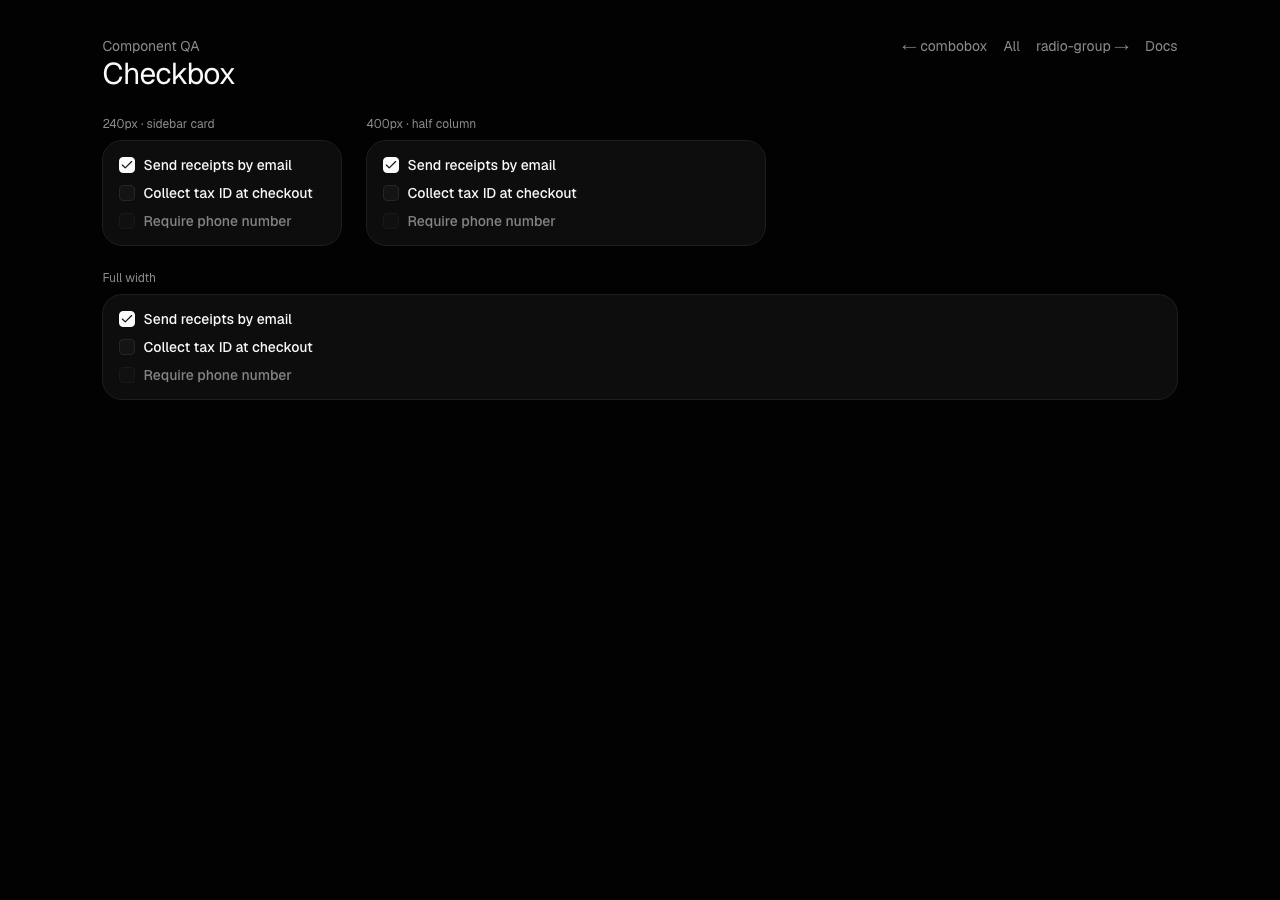 Component QA
← combobox All radio-group → Docs
Checkbox
240px · sidebar card
400px · half column
Send receipts by email
Collect tax ID at checkout
Require phone number
Send receipts by email
Collect tax ID at checkout
Require phone number
Full width
Send receipts by email
Collect tax ID at checkout
Require phone number